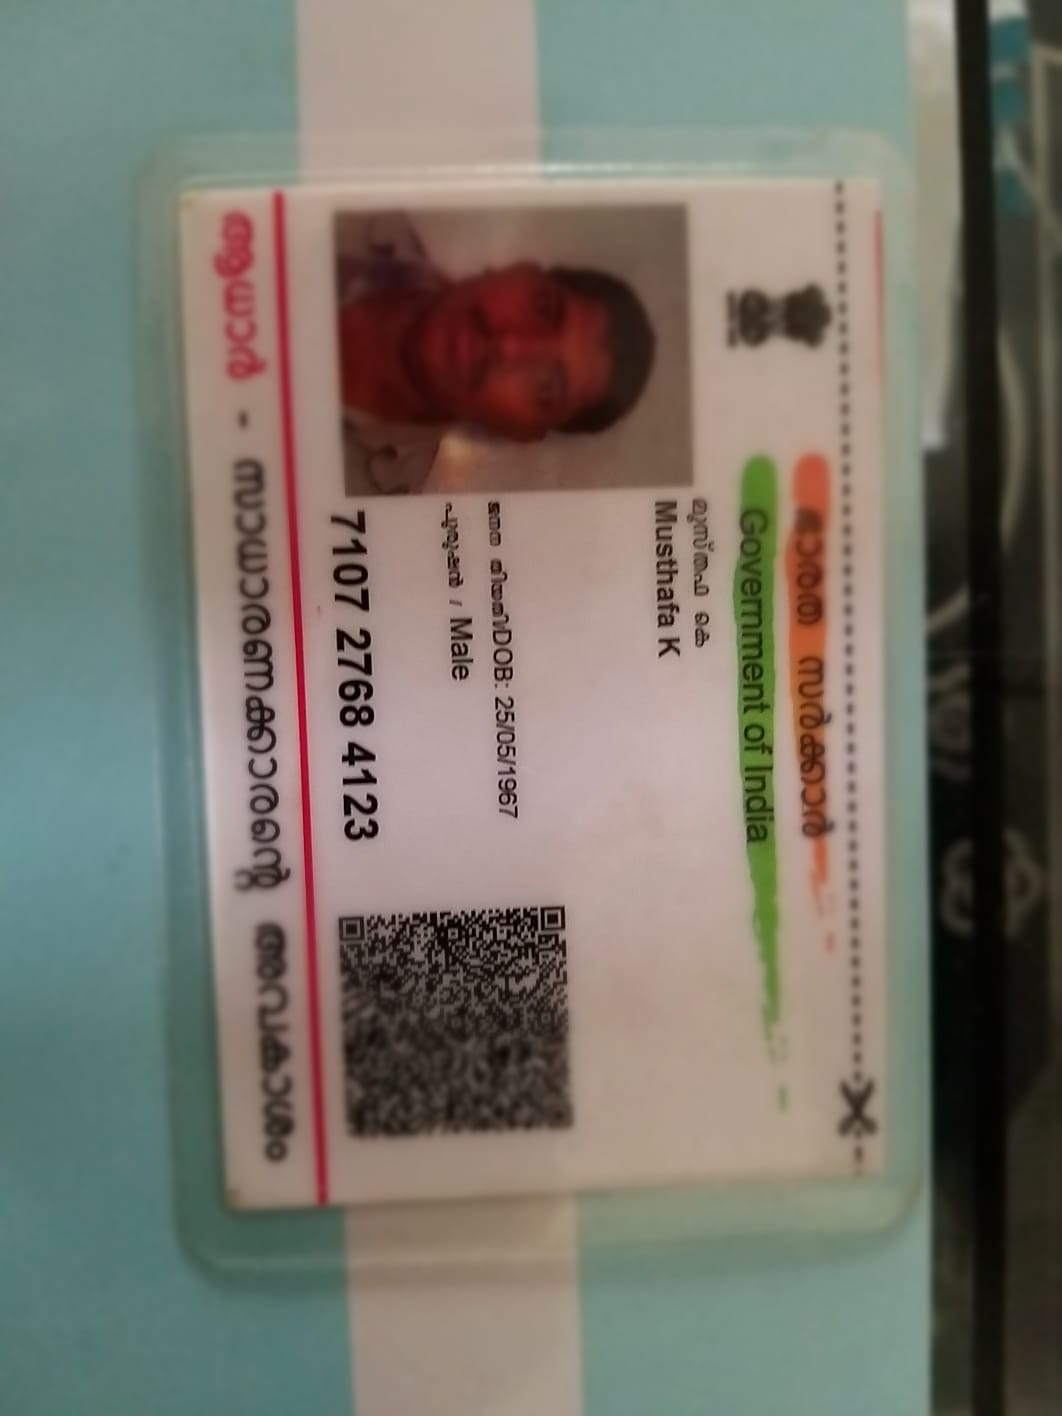 ഭാരത സർക്കാർ
Government of India
മുസ്തഫ കെ
Musthafa K
ജനന തിയതി/DOB: 25/05/1967
പുരുഷൻ / Male
7107 2768 4123
ആധാർ - സാധാരണക്കാരന്റെ അവകാശം